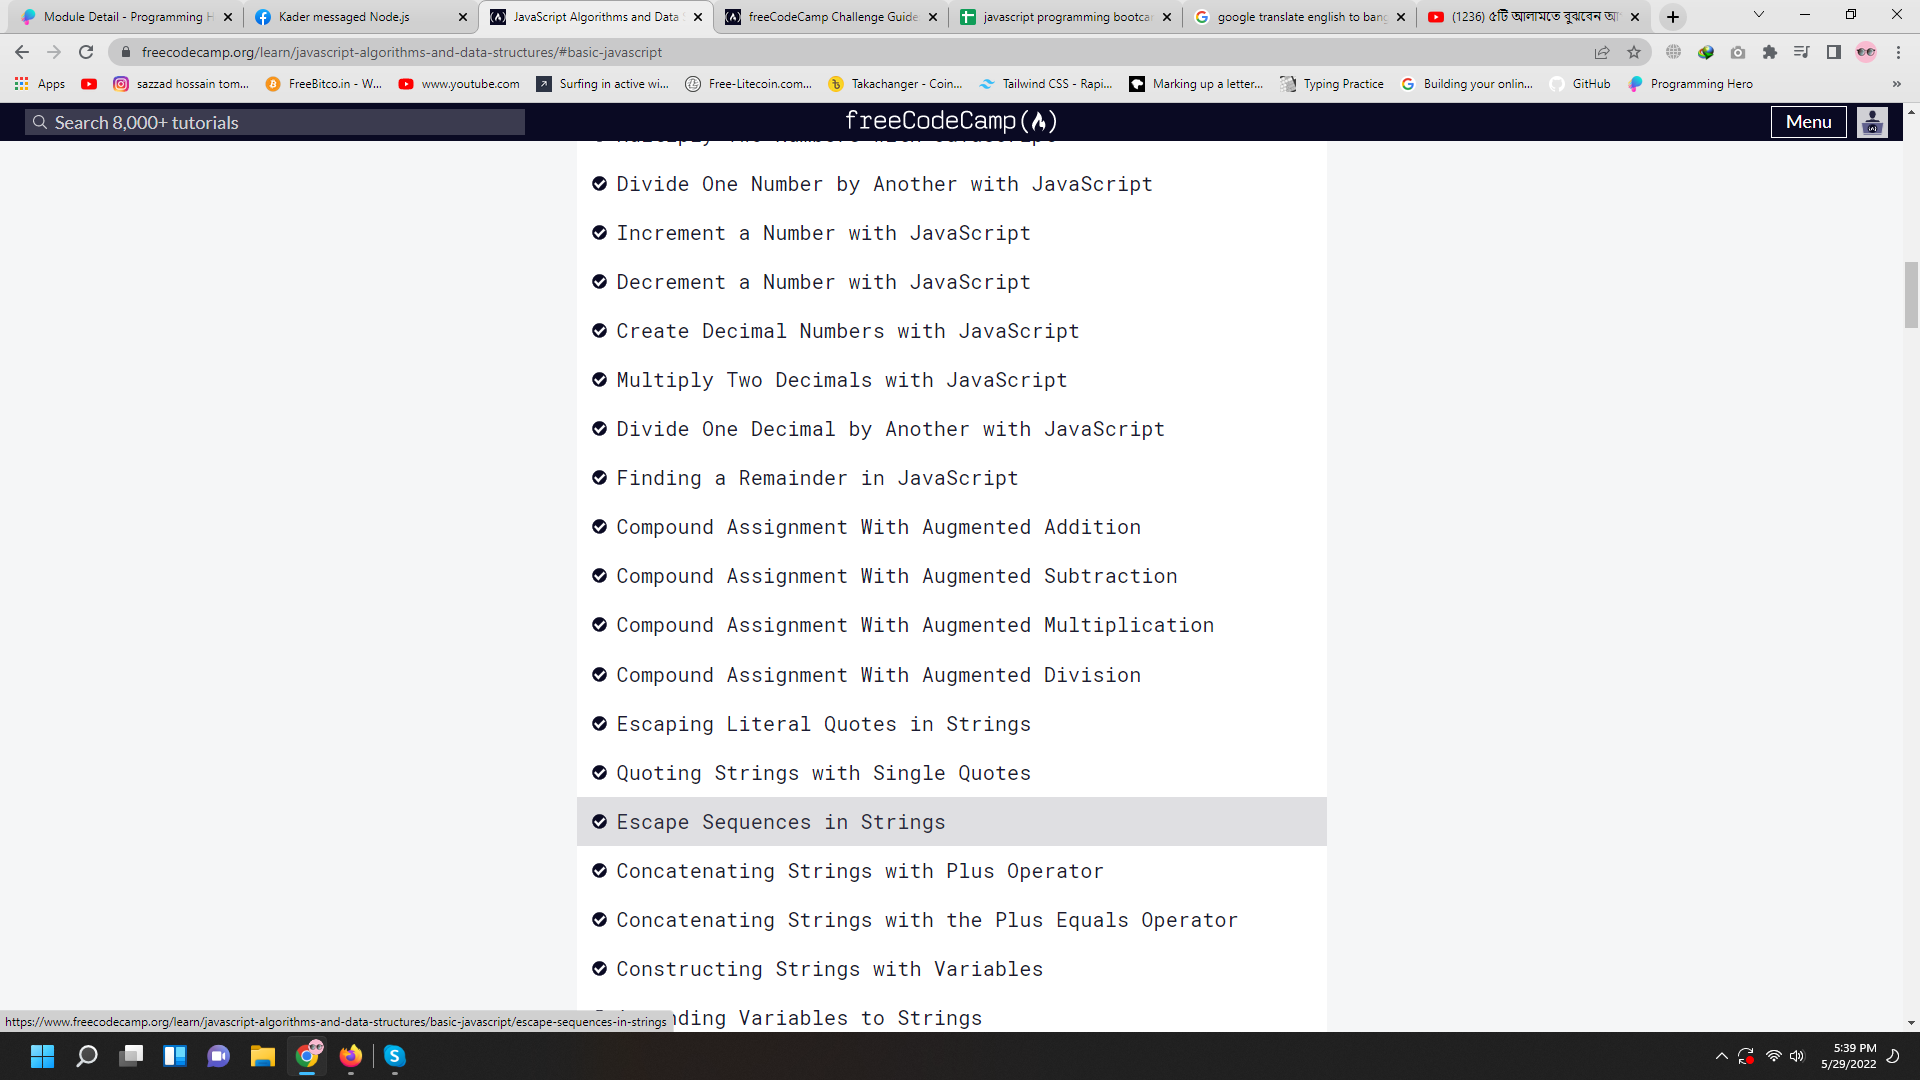 Module Detail - Programming H
Kader messaged Node.js
JavaScript Algorithms and Data S
freeCodeCamp Challenge Guide
javascript programming bootca
google translate english to bang
(1236) ৫টি আলামতে বুঝবেন আ
freecodecamp.org/learn/javascript-algorithms-and-data-structures/#basic-javascript
Apps
sazzad hossain tom...
FreeBitco.in - W...
www.youtube.com
Surfing in active wi...
Free-Litecoin.com...
Takachanger - Coin...
Tailwind CSS - Rapi...
Marking up a letter...
Typing Practice
Building your onlin...
GitHub
Programming Hero
»
Search 8,000+ tutorials
freeCodeCamp
Menu
Multiply Two Numbers with JavaScript
Divide One Number by Another with JavaScript
Increment a Number with JavaScript
Decrement a Number with JavaScript
Create Decimal Numbers with JavaScript
Multiply Two Decimals with JavaScript
Divide One Decimal by Another with JavaScript
Finding a Remainder in JavaScript
Compound Assignment With Augmented Addition
Compound Assignment With Augmented Subtraction
Compound Assignment With Augmented Multiplication
Compound Assignment With Augmented Division
Escaping Literal Quotes in Strings
Quoting Strings with Single Quotes
Escape Sequences in Strings
Concatenating Strings with Plus Operator
Concatenating Strings with the Plus Equals Operator
Constructing Strings with Variables
nding Variables to Strings
https://www.freecodecamp.org/learn/javascript-algorithms-and-data-structures/basic-javascript/escape-sequences-in-strings
5:39 PM
5/29/2022